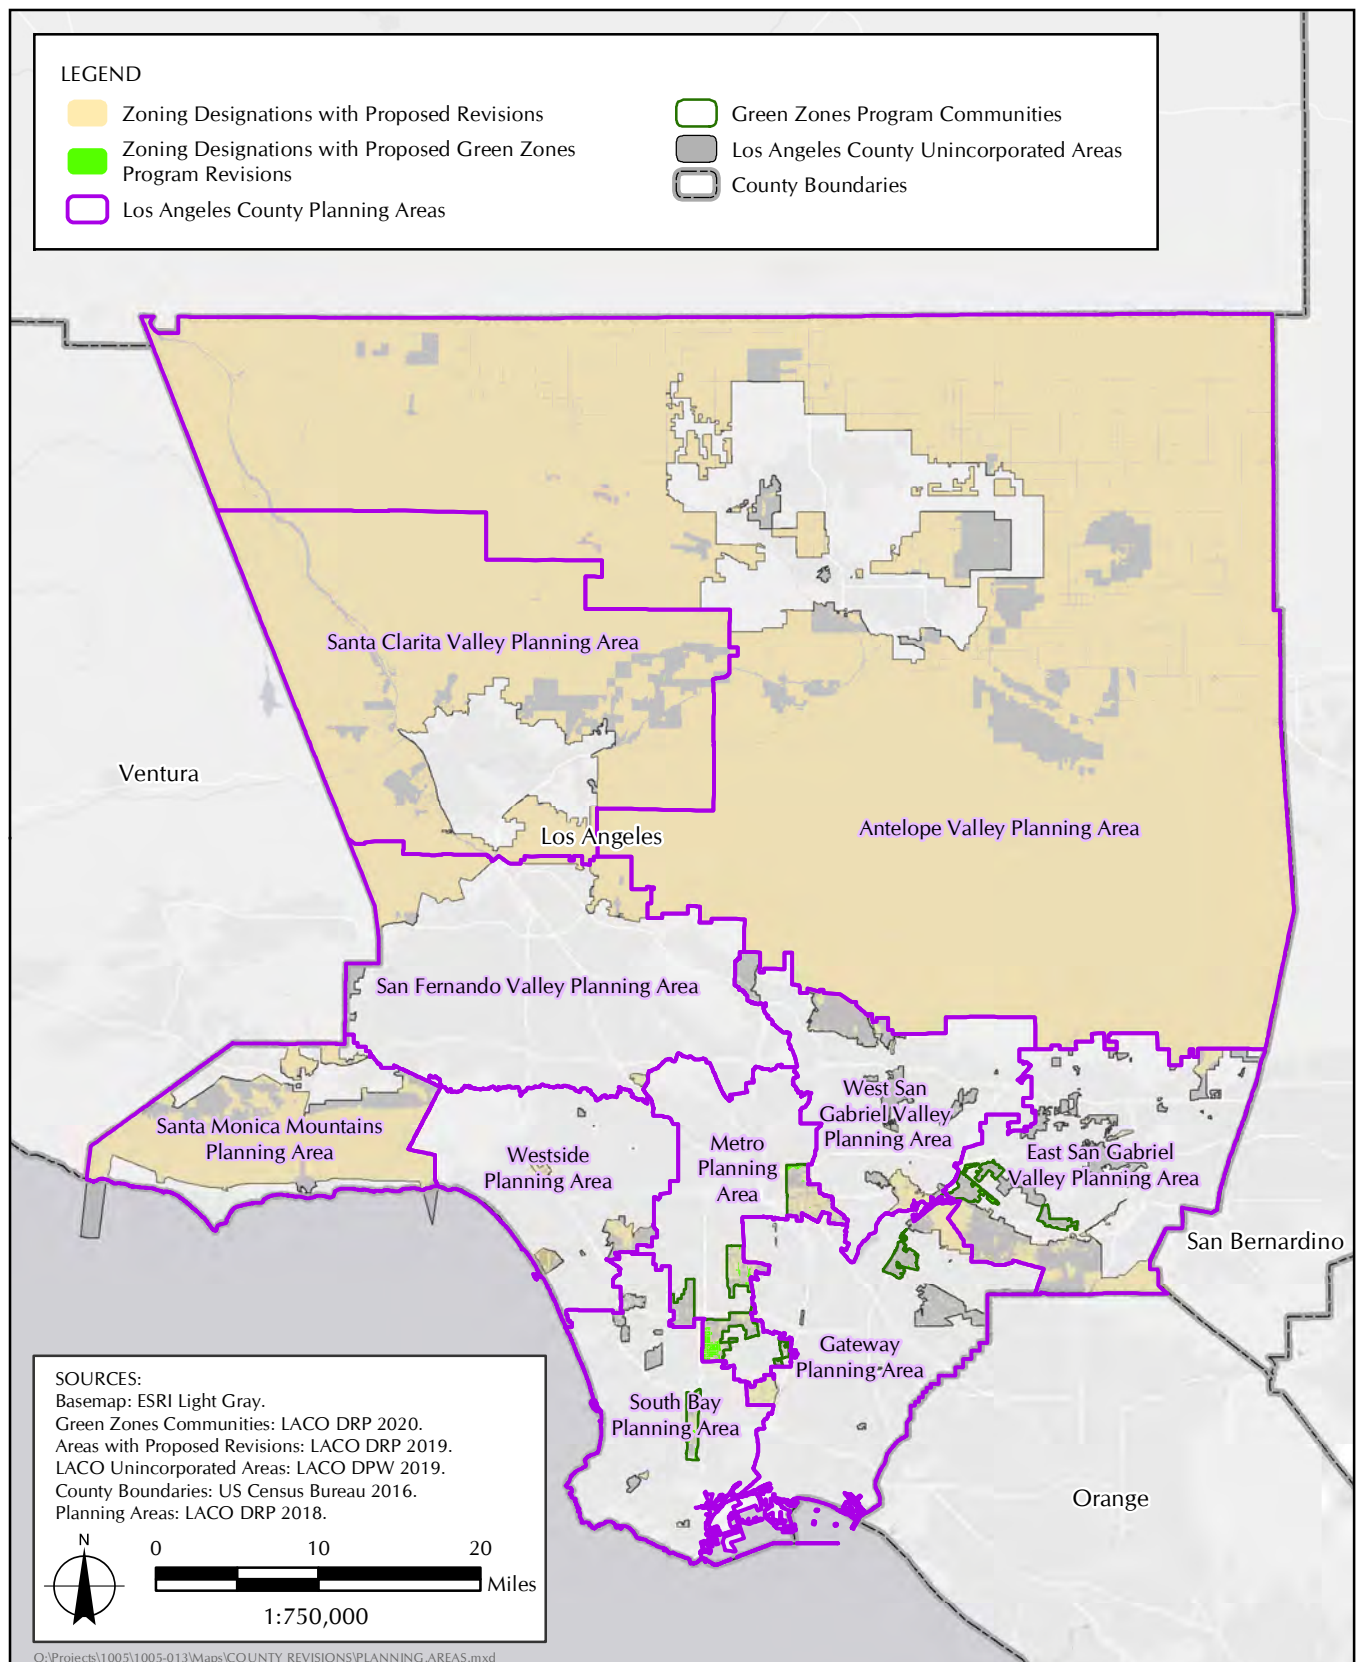 LEGEND
Zoning Designations with Proposed Revisions
Zoning Designations with Proposed Green Zones
Program Revisions
Los Angeles County Planning Areas
Green Zones Program Communities
Los Angeles County Unincorporated Areas
County Boundaries
Santa Clarita Valley Planning Area
Ventura
Los Angeles
Antelope Valley Planning Area
San Fernando Valley Planning Area
Santa Monica Mountains
Planning Area
Westside
Planning Area
Metro
Planning
Area
West San
Gabriel Valley
Planning Area
East San Gabriel
Valley Planning Area
San Bernardino
Gateway
Planning Area
South Bay
Planning Area
Orange
SOURCES:
Basemap: ESRI Light Gray.
Green Zones Communities: LACO DRP 2020.
Areas with Proposed Revisions: LACO DRP 2019.
LACO Unincorporated Areas: LACO DPW 2019.
County Boundaries: US Census Bureau 2016.
Planning Areas: LACO DRP 2018.
N
0 10 20
Miles
1:750,000
O:\Projects\1005\1005-013\Maps\COUNTY REVISIONS\PLANNING.AREAS.mxd